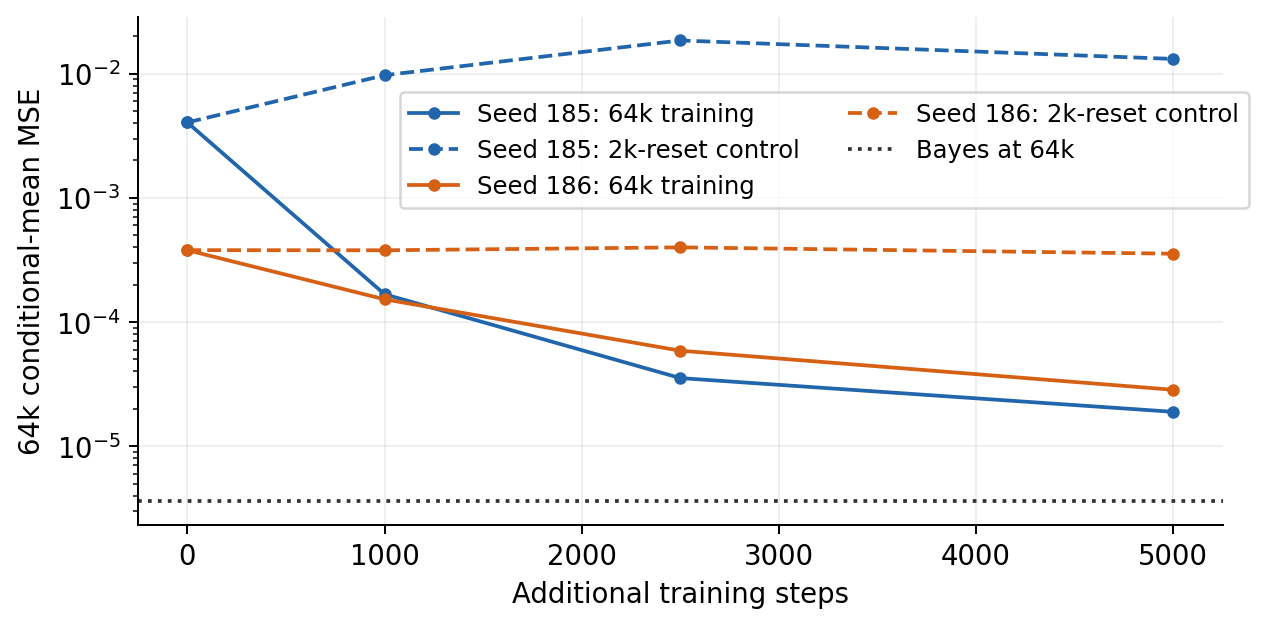 64k conditional-mean MSE
10⁻²
10⁻³
10⁻⁴
10⁻⁵
Seed 185: 64k training
Seed 185: 2k-reset control
Seed 186: 64k training
Seed 186: 2k-reset control
Bayes at 64k
0 1000 2000 3000 4000 5000
Additional training steps